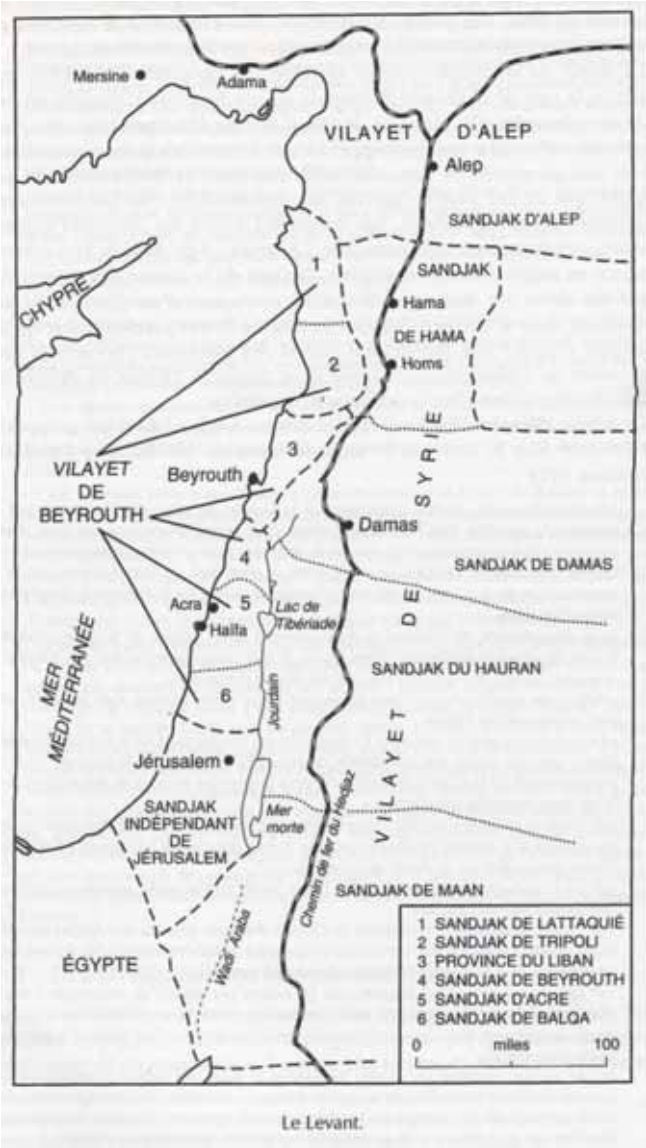 Mersine
Adama
VILAYET D'ALEP
Alep
SANDJAK D'ALEP
1
SANDJAK
DE HAMA
Hama
Homs
CHYPRE
2
3
VILAYET
DE
BEYROUTH
Beyrouth
Damas
4
SANDJAK DE DAMAS
5
Acra
Haïfa
Lac de
Tibériade
MER
MÉDITERRANÉE
SANDJAK DU HAURAN
6
Jourdain
VILAYET DE SYRIE
Jérusalem
Mer
morte
SANDJAK
INDÉPENDANT
DE
JÉRUSALEM
Chemin de fer du Hedjaz
SANDJAK DE MAAN
Wadi Araba
ÉGYPTE
1 SANDJAK DE LATTAQUIÉ
2 SANDJAK DE TRIPOLI
3 PROVINCE DU LIBAN
4 SANDJAK DE BEYROUTH
5 SANDJAK D'ACRE
6 SANDJAK DE BALQA
0 miles 100
Le Levant.